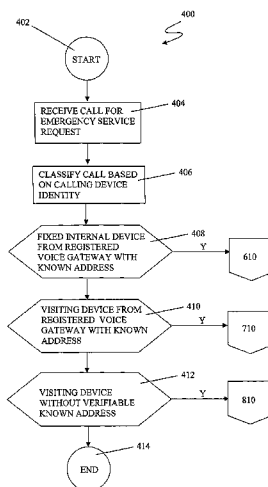 402
400
START
RECEIVE CALL FOR
EMERGENCY SERVICE
REQUEST
404
CLASSIFY CALL BASED
ON CALLING DEVICE
IDENTITY
406
FIXED INTERNAL DEVICE
FROM REGISTERED
VOICE GATEWAY WITH
KNOWN ADDRESS
408
Y
610
VISITING DEVICE FROM
REGISTERED VOICE
GATEWAY WITH KNOWN
ADDRESS
410
Y
710
VISITING DEVICE
WITHOUT VERIFIABLE
KNOWN ADDRESS
412
Y
810
END
414